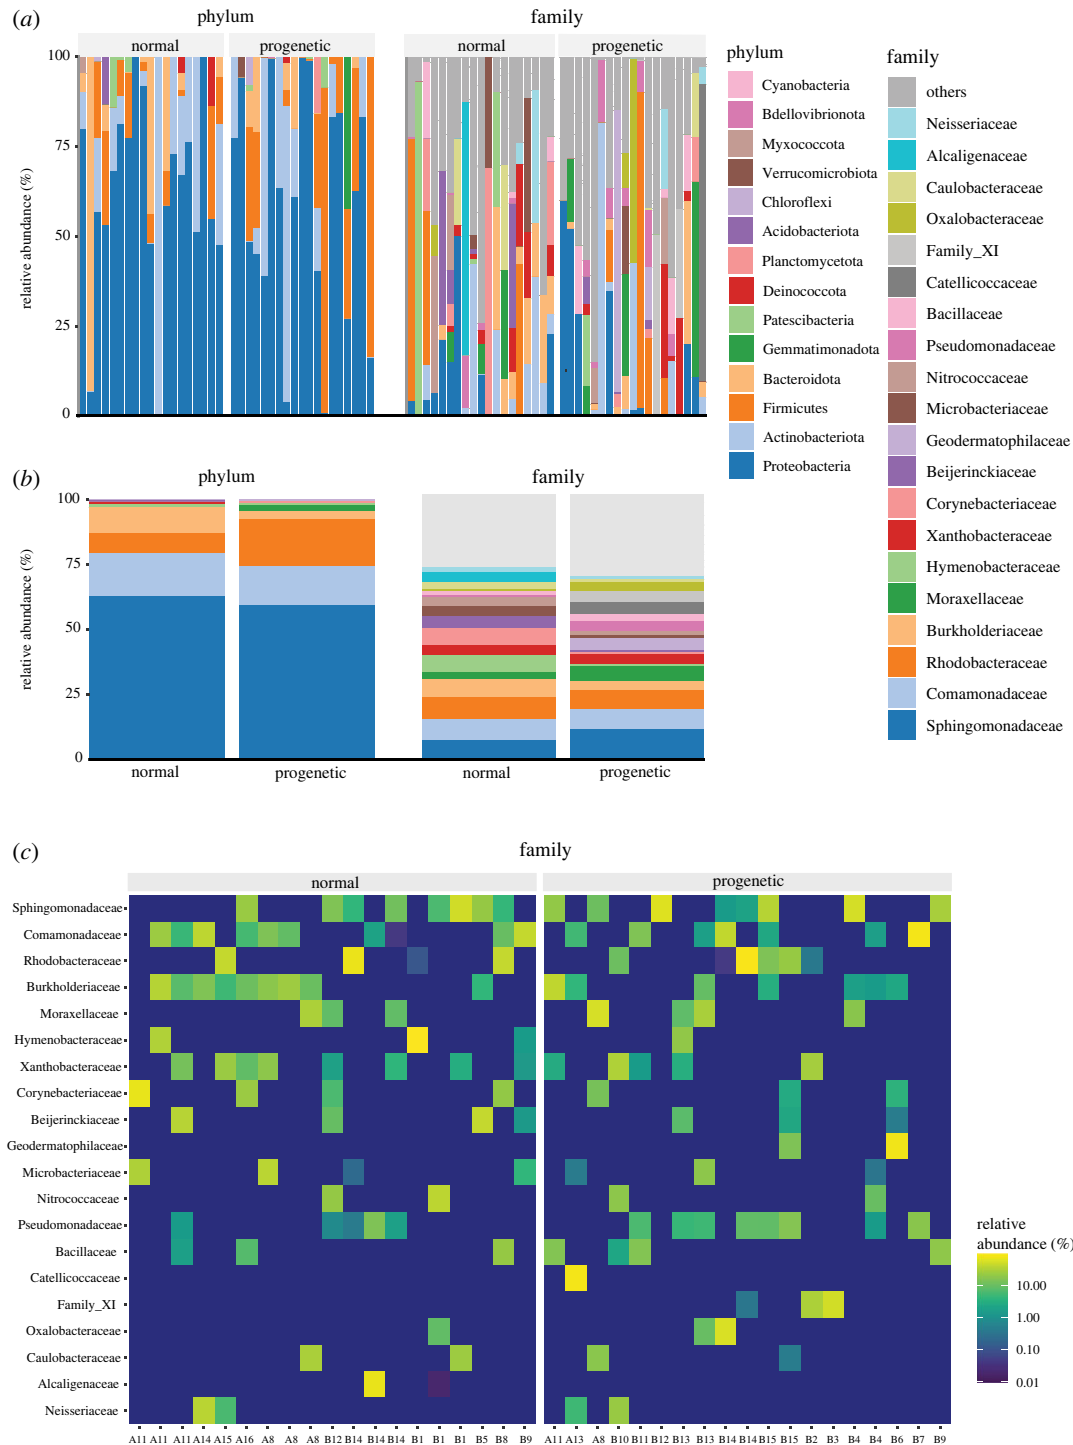 (a)
phylum
family
normal
progenetic
normal
progenetic
relative abundance (%)
100
75
50
25
0
phylum
Cyanobacteria
Bdellovibrionota
Myxococcota
Verrucomicrobiota
Chloroflexi
Acidobacteriota
Planctomycetota
Deinococcota
Patescibacteria
Gemmatimonadota
Bacteroidota
Firmicutes
Actinobacteriota
Proteobacteria
family
others
Neisseriaceae
Alcaligenaceae
Caulobacteraceae
Oxalobacteraceae
Family_XI
Catellicoccaceae
Bacillaceae
Pseudomonadaceae
Nitrococcaceae
Microbacteriaceae
Geodermatophilaceae
Beijerinckiaceae
Corynebacteriaceae
Xanthobacteraceae
Hymenobacteraceae
Moraxellaceae
Burkholderiaceae
Rhodobacteraceae
Comamonadaceae
Sphingomonadaceae
(b)
phylum
family
relative abundance (%)
100
75
50
25
0
normal
progenetic
normal
progenetic
(c)
family
normal
progenetic
Sphingomonadaceae
Comamonadaceae
Rhodobacteraceae
Burkholderiaceae
Moraxellaceae
Hymenobacteraceae
Xanthobacteraceae
Corynebacteriaceae
Beijerinckiaceae
Geodermatophilaceae
Microbacteriaceae
Nitrococcaceae
Pseudomonadaceae
Bacillaceae
Catellicoccaceae
Family_XI
Oxalobacteraceae
Caulobacteraceae
Alcaligenaceae
Neisseriaceae
A11 A11 A11 A14 A15 A16 A8 A8 A8 B12 B14 B14 B14 B1 B1 B1 B5 B8 B9
A11 A13 A8 B10 B11 B12 B13 B13 B14 B14 B15 B15 B2 B3 B4 B4 B6 B7 B9
relative
abundance (%)
10.00
1.00
0.10
0.01